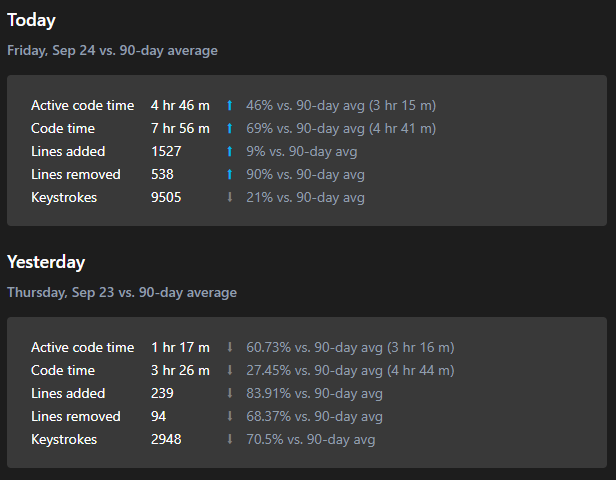 Today
Friday, Sep 24 vs. 90-day average
Active code time 4 hr 46 m ⬆ 46% vs. 90-day avg (3 hr 15 m)
Code time 7 hr 56 m ⬆ 69% vs. 90-day avg (4 hr 41 m)
Lines added 1527 ⬆ 9% vs. 90-day avg
Lines removed 538 ⬆ 90% vs. 90-day avg
Keystrokes 9505 ⬇ 21% vs. 90-day avg
Yesterday
Thursday, Sep 23 vs. 90-day average
Active code time 1 hr 17 m ⬇ 60.73% vs. 90-day avg (3 hr 16 m)
Code time 3 hr 26 m ⬇ 27.45% vs. 90-day avg (4 hr 44 m)
Lines added 239 ⬇ 83.91% vs. 90-day avg
Lines removed 94 ⬇ 68.37% vs. 90-day avg
Keystrokes 2948 ⬇ 70.5% vs. 90-day avg